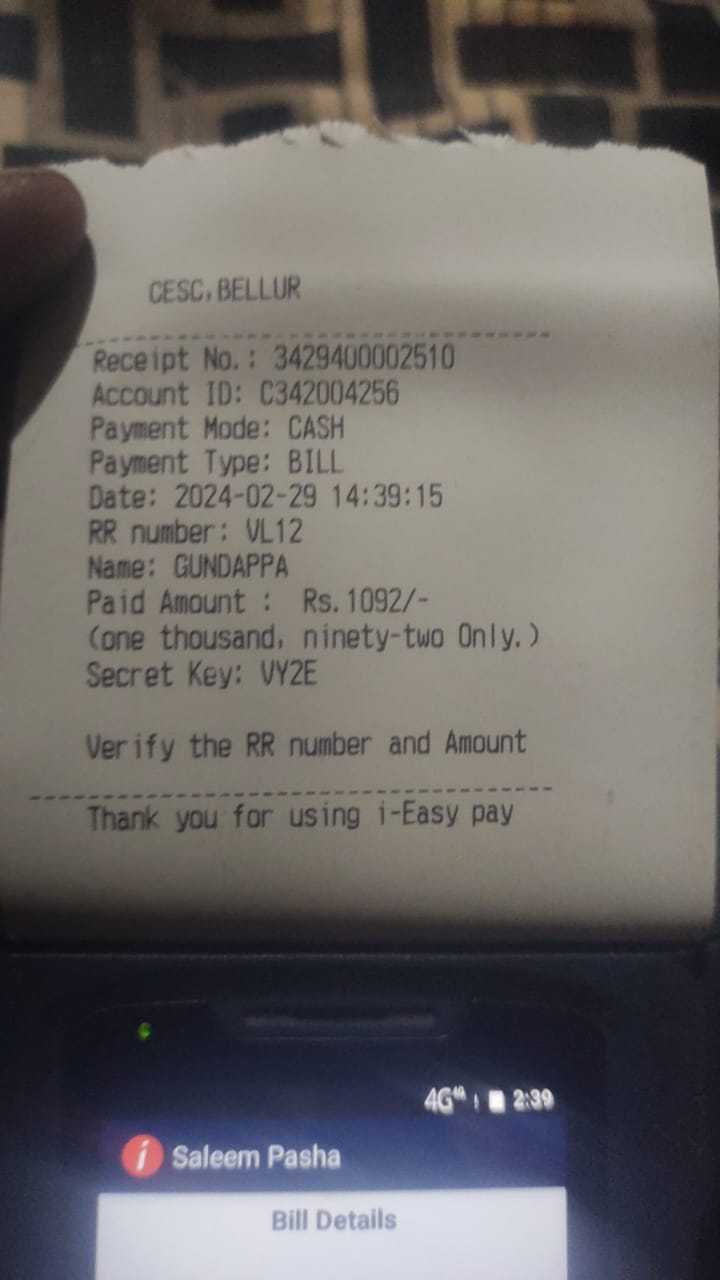 CESC, BELLUR
Receipt No.: 3429400002510
Account ID: C342004256
Payment Mode: CASH
Payment Type: BILL
Date: 2024-02-29 14:39:15
RR number: VL12
Name: GUNDAPPA
Paid Amount : Rs.1092/-
(one thousand, ninety-two Only.)
Secret Key: VY2E
Verify the RR number and Amount
Thank you for using i-Easy pay
4G 4G 2:39
i Saleem Pasha
Bill Details